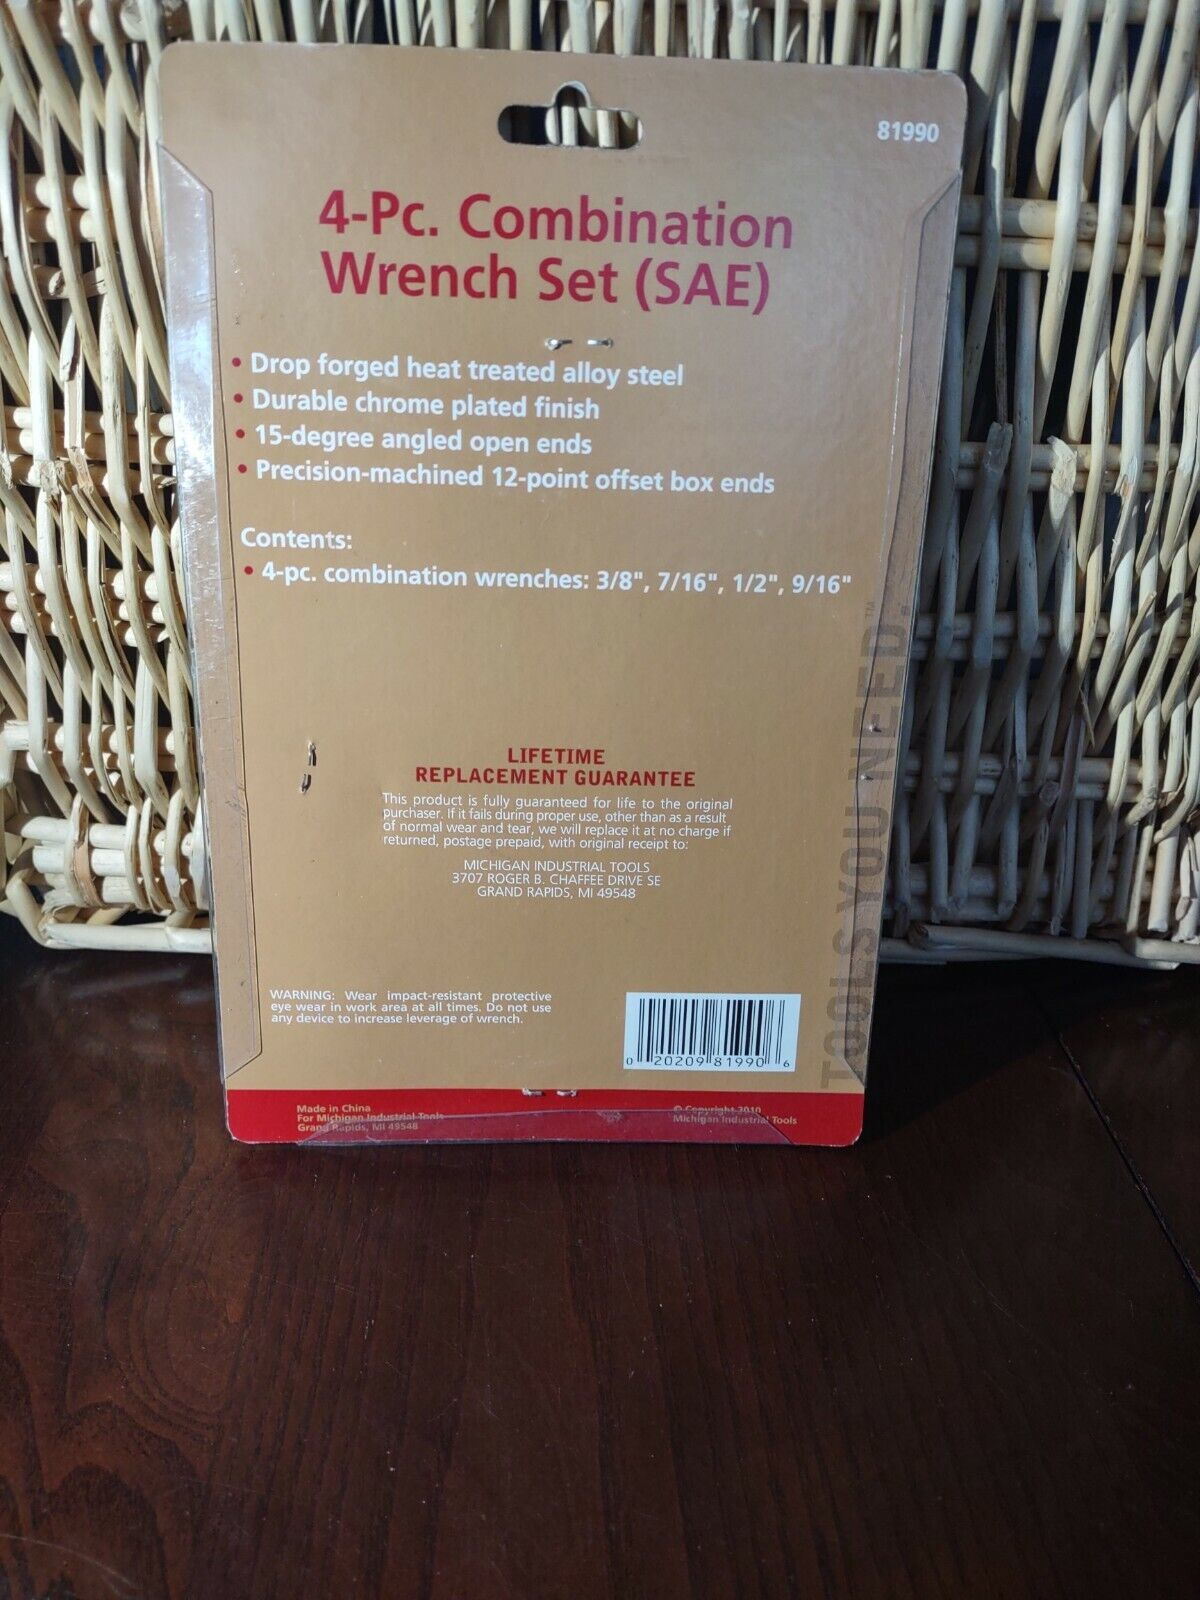 81990
4-Pc. Combination
Wrench Set (SAE)
• Drop forged heat treated alloy steel
• Durable chrome plated finish
• 15-degree angled open ends
• Precision-machined 12-point offset box ends
Contents:
• 4-pc. combination wrenches: 3/8", 7/16", 1/2", 9/16"
TOOLS YOU NEED.™
LIFETIME
REPLACEMENT GUARANTEE
This product is fully guaranteed for life to the original
purchaser. If it fails during proper use, other than as a result
of normal wear and tear, we will replace it at no charge if
returned, postage prepaid, with original receipt to:
MICHIGAN INDUSTRIAL TOOLS
3707 ROGER B. CHAFFEE DRIVE SE
GRAND RAPIDS, MI 49548
WARNING: Wear impact-resistant protective
eye wear in work area at all times. Do not use
any device to increase leverage of wrench.
0 20209 81990 6
Made in China
For Michigan Industrial Tools
Grand Rapids, MI 49548
© Copyright 2010
Michigan Industrial Tools